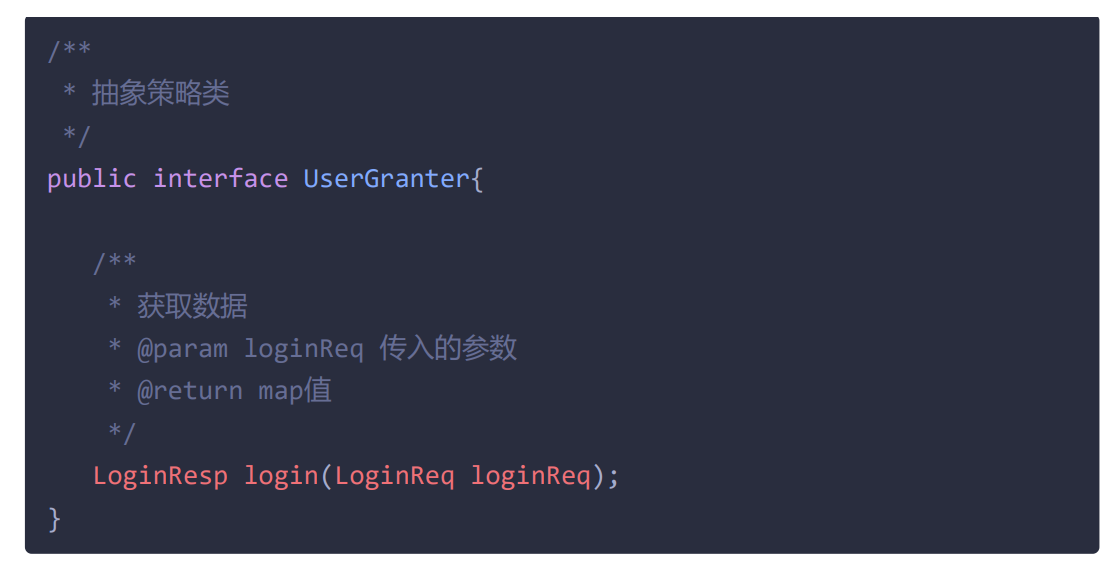 /**
 * 抽象策略类
 */
public interface UserGranter{
   /**
    * 获取数据
    * @param loginReq 传入的参数
    * @return map值
    */
   LoginResp login(LoginReq loginReq);
}